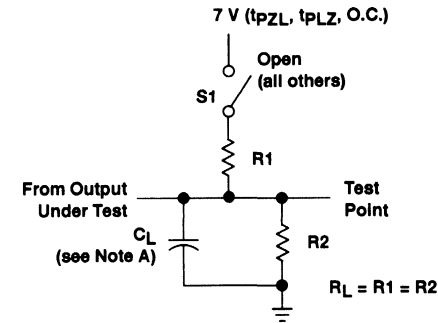 7 V (tPZL, tPLZ, O.C.)
Open
(all others)
S1
R1
From Output
Under Test
Test
Point
CL
(see Note A)
R2
RL = R1 = R2